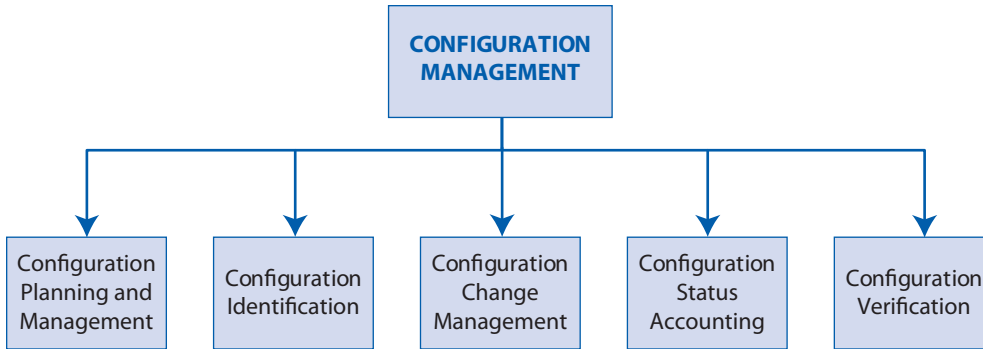 CONFIGURATION
MANAGEMENT
Configuration
Planning and
Management
Configuration
Identification
Configuration
Change
Management
Configuration
Status
Accounting
Configuration
Verification